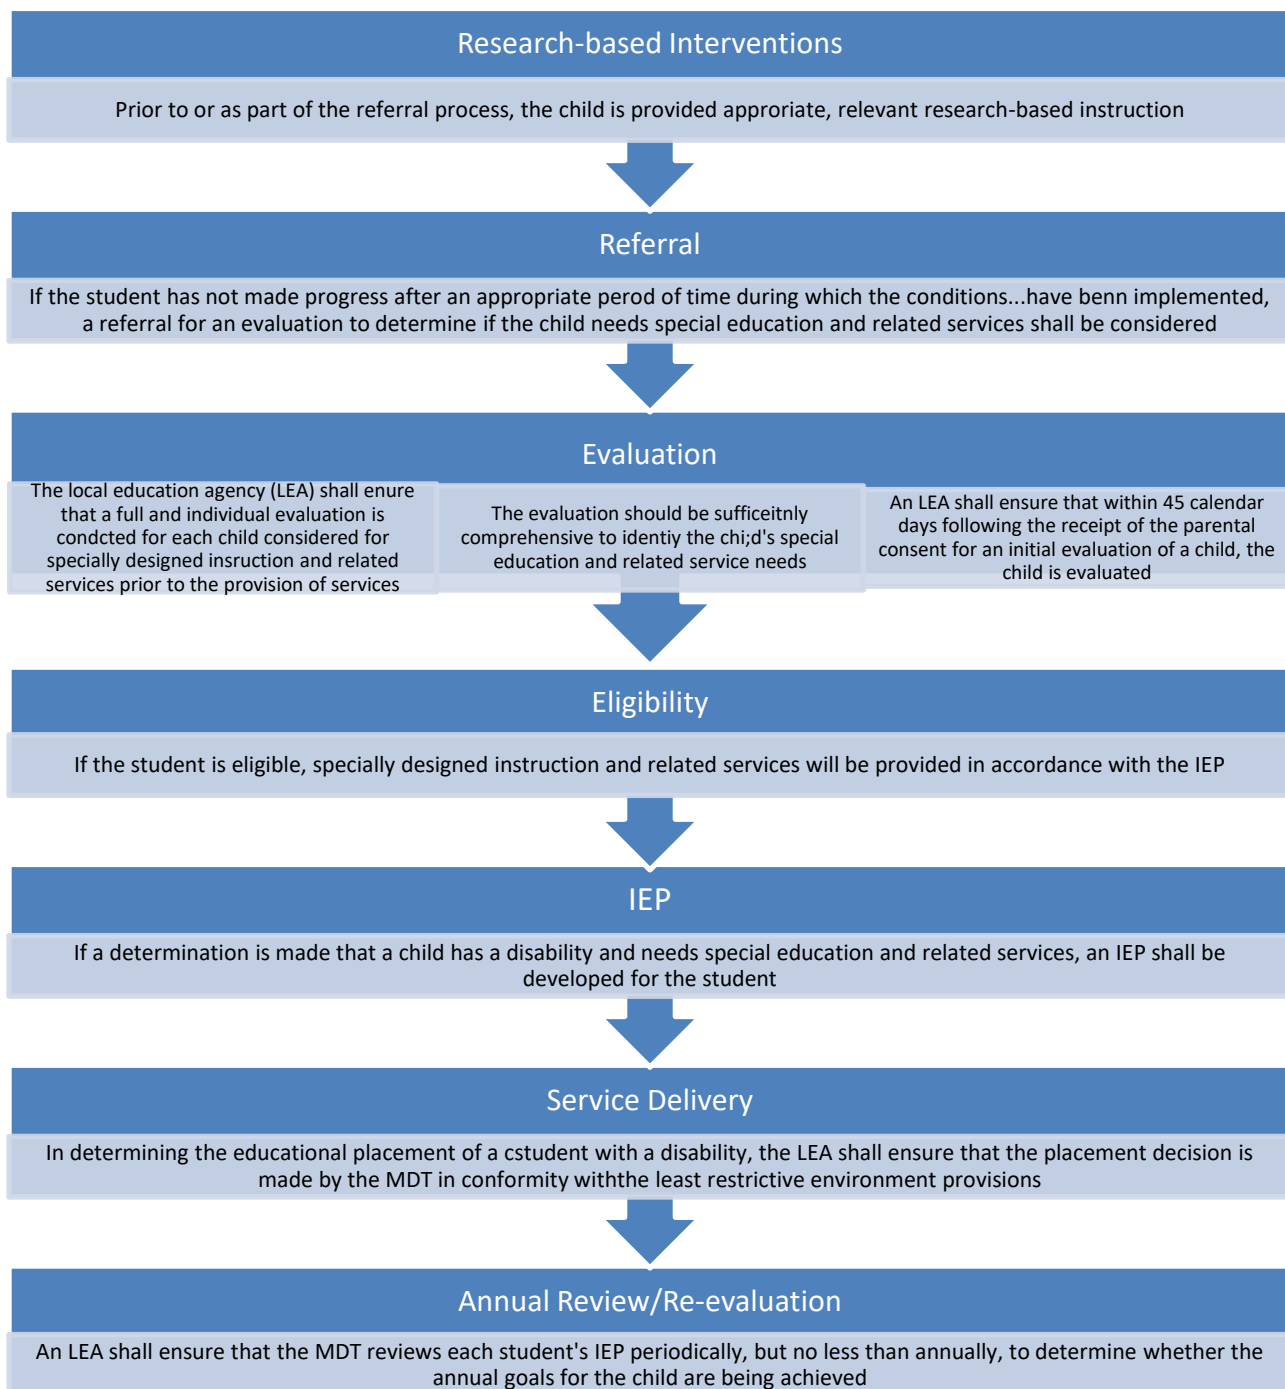 Research-based Interventions
Prior to or as part of the referral process, the child is provided approriate, relevant research-based instruction
Referral
If the student has not made progress after an appropriate perod of time during which the conditions...have benn implemented,
a referral for an evaluation to determine if the child needs special education and related services shall be considered
Evaluation
The local education agency (LEA) shall enure
that a full and individual evaluation is
condcted for each child considered for
specially designed insruction and related
services prior to the provision of services
The evaluation should be sufficeitnly
comprehensive to identiy the chi;d's special
education and related service needs
An LEA shall ensure that within 45 calendar
days following the receipt of the parental
consent for an initial evaluation of a child, the
child is evaluated
Eligibility
If the student is eligible, specially designed instruction and related services will be provided in accordance with the IEP
IEP
If a determination is made that a child has a disability and needs special education and related services, an IEP shall be
developed for the student
Service Delivery
In determining the educational placement of a cstudent with a disability, the LEA shall ensure that the placement decision is
made by the MDT in conformity withthe least restrictive environment provisions
Annual Review/Re-evaluation
An LEA shall ensure that the MDT reviews each student's IEP periodically, but no less than annually, to determine whether the
annual goals for the child are being achieved